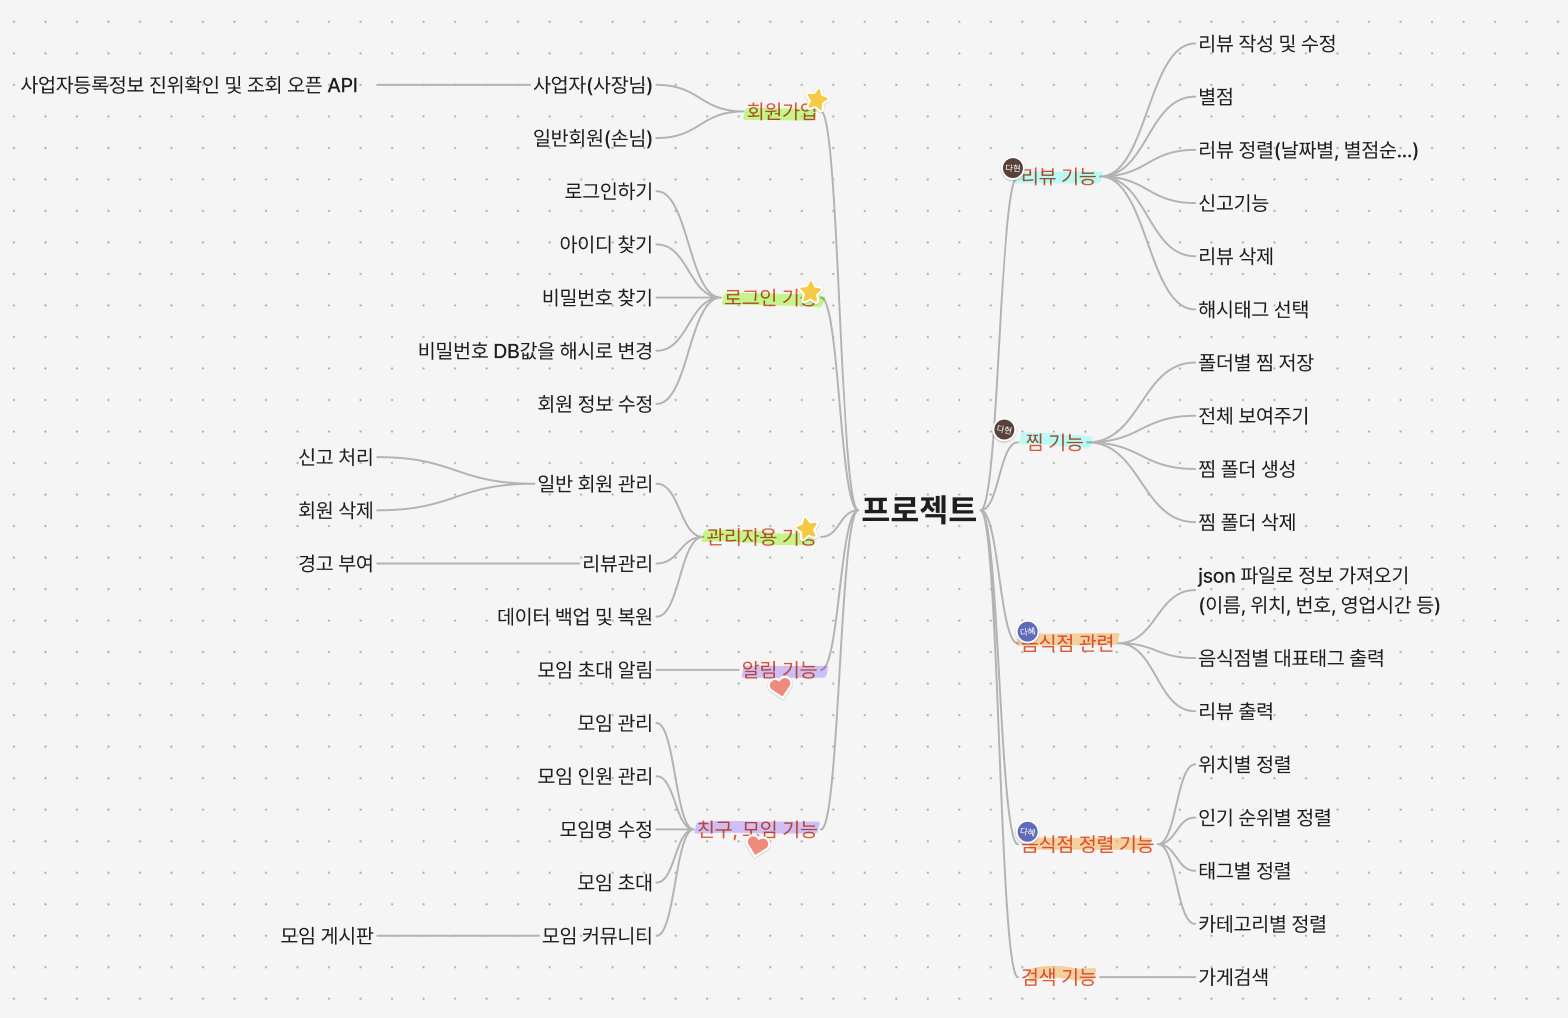 프로젝트
회원가입
사업자(사장님)
사업자등록정보 진위확인 및 조회 오픈 API
일반회원(손님)
로그인 기능
로그인하기
아이디 찾기
비밀번호 찾기
비밀번호 DB값을 해시로 변경
회원 정보 수정
관리자용 기능
일반 회원 관리
신고 처리
회원 삭제
리뷰관리
경고 부여
데이터 백업 및 복원
알림 기능
모임 초대 알림
친구, 모임 기능
모임 관리
모임 인원 관리
모임명 수정
모임 초대
모임 커뮤니티
모임 게시판
다현
리뷰 기능
리뷰 작성 및 수정
별점
리뷰 정렬(날짜별, 별점순...)
신고기능
리뷰 삭제
해시태그 선택
다현
찜 기능
폴더별 찜 저장
전체 보여주기
찜 폴더 생성
찜 폴더 삭제
다혜
음식점 관련
json 파일로 정보 가져오기
(이름, 위치, 번호, 영업시간 등)
음식점별 대표태그 출력
리뷰 출력
다혜
음식점 정렬 기능
위치별 정렬
인기 순위별 정렬
태그별 정렬
카테고리별 정렬
검색 기능
가게검색